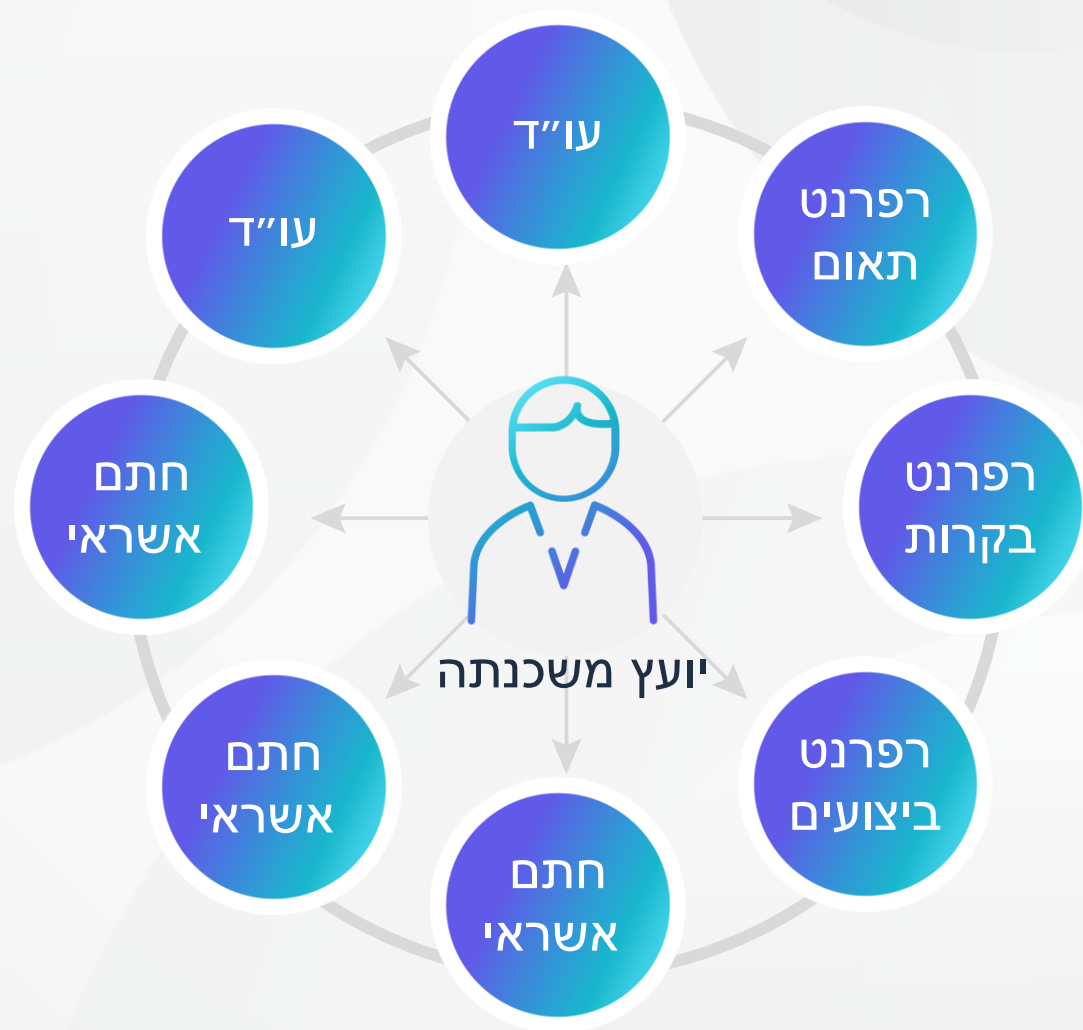 עו״ד
רפרנט
תאום
רפרנט
בקרות
רפרנט
ביצועים
חתם
אשראי
חתם
אשראי
חתם
אשראי
עו״ד
יועץ משכנתה